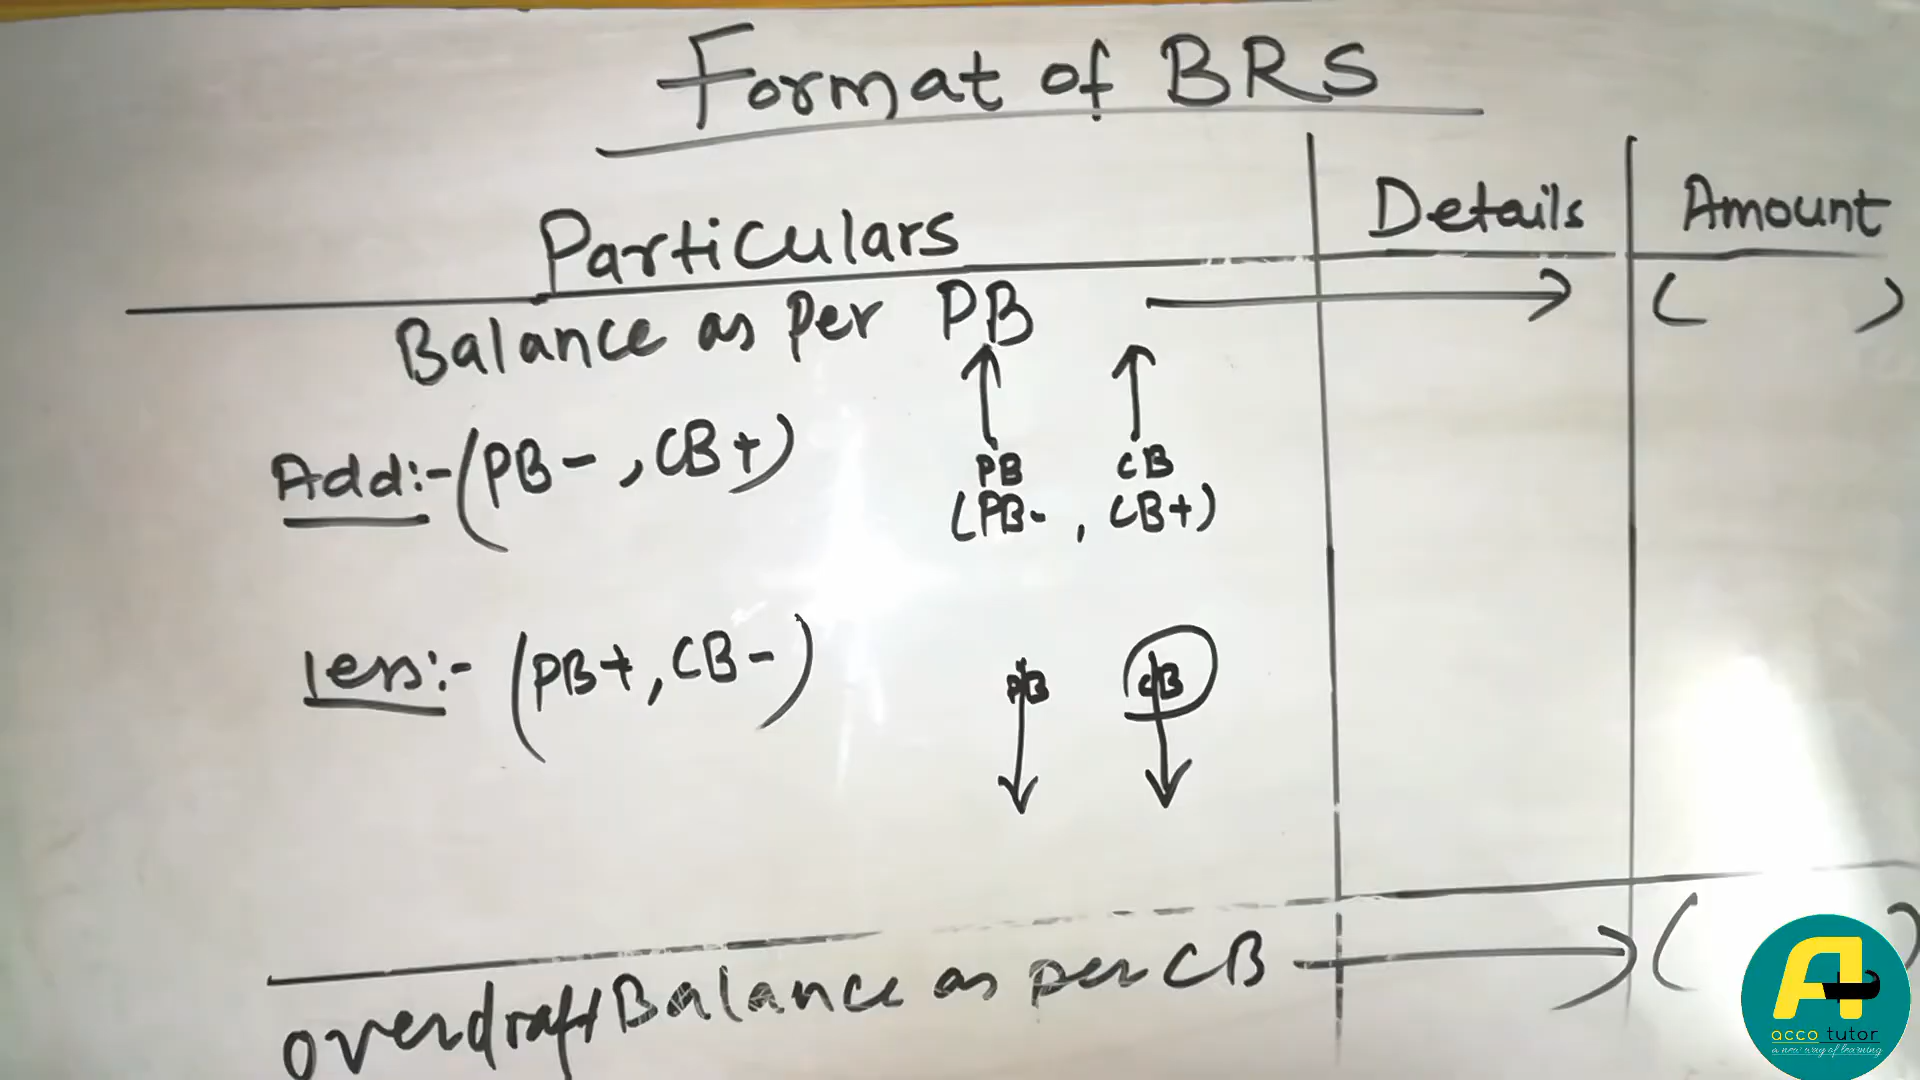 Format of BRS
Particulars Details Amount
Balance as per PB ( )
Add:- (PB- , CB+) PB CB
(PB- , CB+)
less:- (PB+, CB-) PB CB
overdraft Balance as per CB ( )
A+
acco tutor
a new way of learning